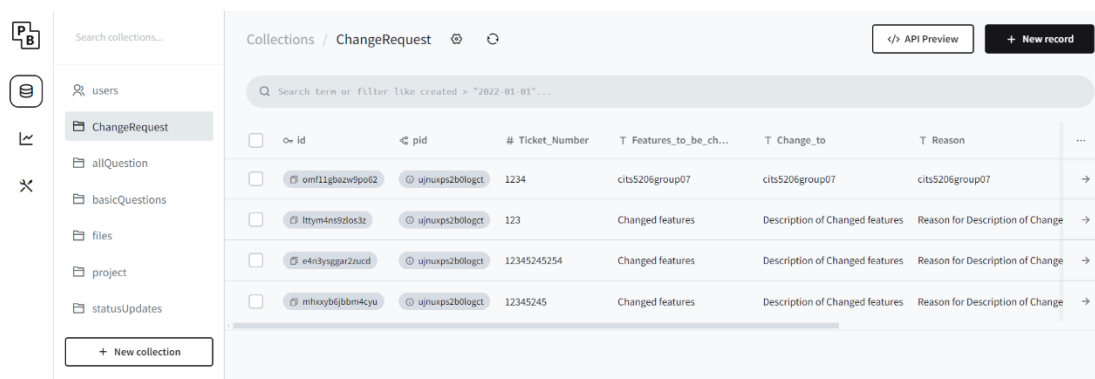 PB
Search collections...
Collections / ChangeRequest
</> API Preview
+ New record
users
ChangeRequest
allQuestion
basicQuestions
files
project
statusUpdates
+ New collection
Search term or filter like created > "2022-01-01"...
id pid # Ticket_Number T Features_to_be_ch... T Change_to T Reason ...
omf11gbazw9po62 ujnuxps2b0logct 1234 cits5206group07 cits5206group07 cits5206group07
lttym4ns9zlos3z ujnuxps2b0logct 123 Changed features Description of Changed features Reason for Description of Change
e4n3ysggar2zucd ujnuxps2b0logct 12345245254 Changed features Description of Changed features Reason for Description of Change
mhxxyb6jbbm4cyu ujnuxps2b0logct 12345245 Changed features Description of Changed features Reason for Description of Change